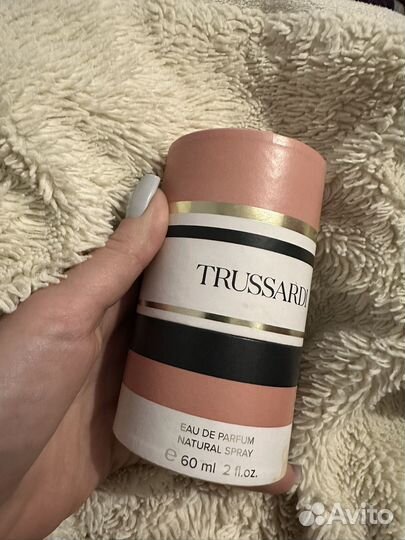 TRUSSARDI
EAU DE PARFUM
NATURAL SPRAY
e 60 ml 2 fl.oz.
Avito